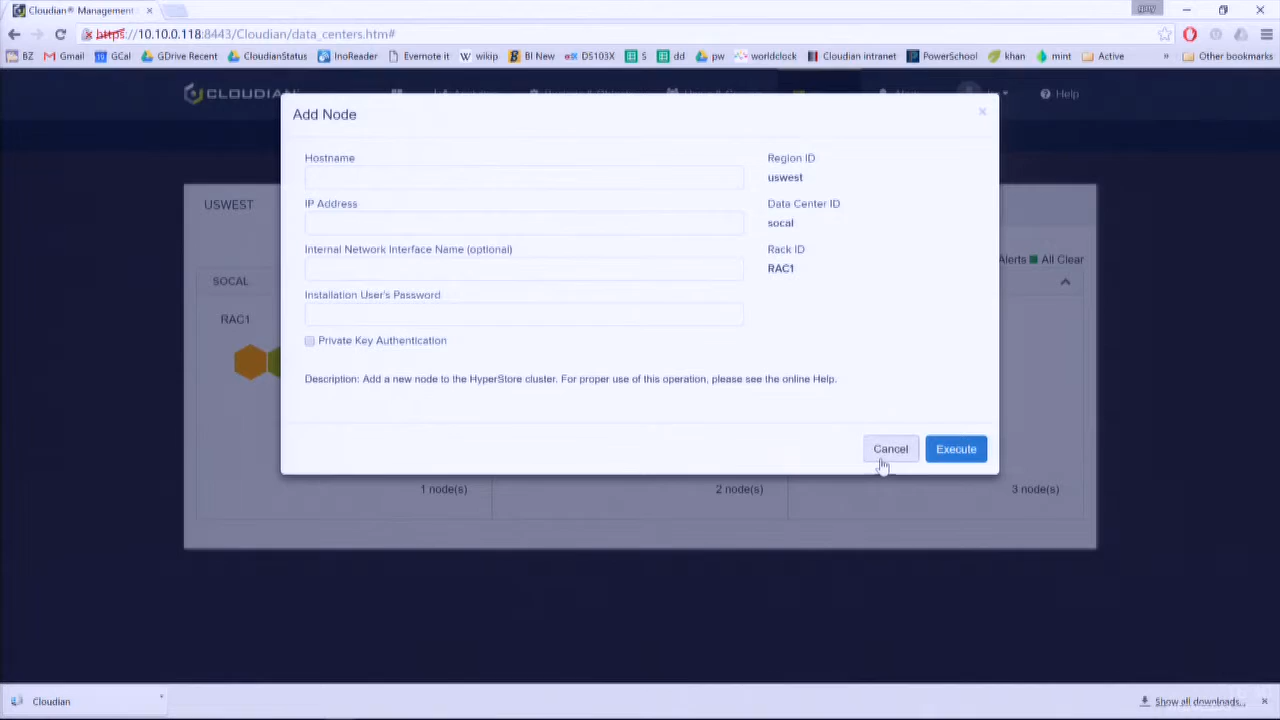 Cloudian® Management
guy
https://10.10.0.118:8443/Cloudian/data_centers.htm#
BZ Gmail GCal GDrive Recent CloudianStatus InoReader Evernote it wikip BI New DS103X S dd pw worldclock Cloudian intranet PowerSchool khan mint Active » Other bookmarks
CLOUDIAN Help
Add Node
Hostname
Region ID
uswest
IP Address
Data Center ID
socal
Internal Network Interface Name (optional)
Rack ID
RAC1
Installation User's Password
Private Key Authentication
Description: Add a new node to the HyperStore cluster. For proper use of this operation, please see the online Help.
Cancel Execute
USWEST
Alerts All Clear
SOCAL
RAC1
1 node(s) 2 node(s) 3 node(s)
Cloudian
Show all downloads...